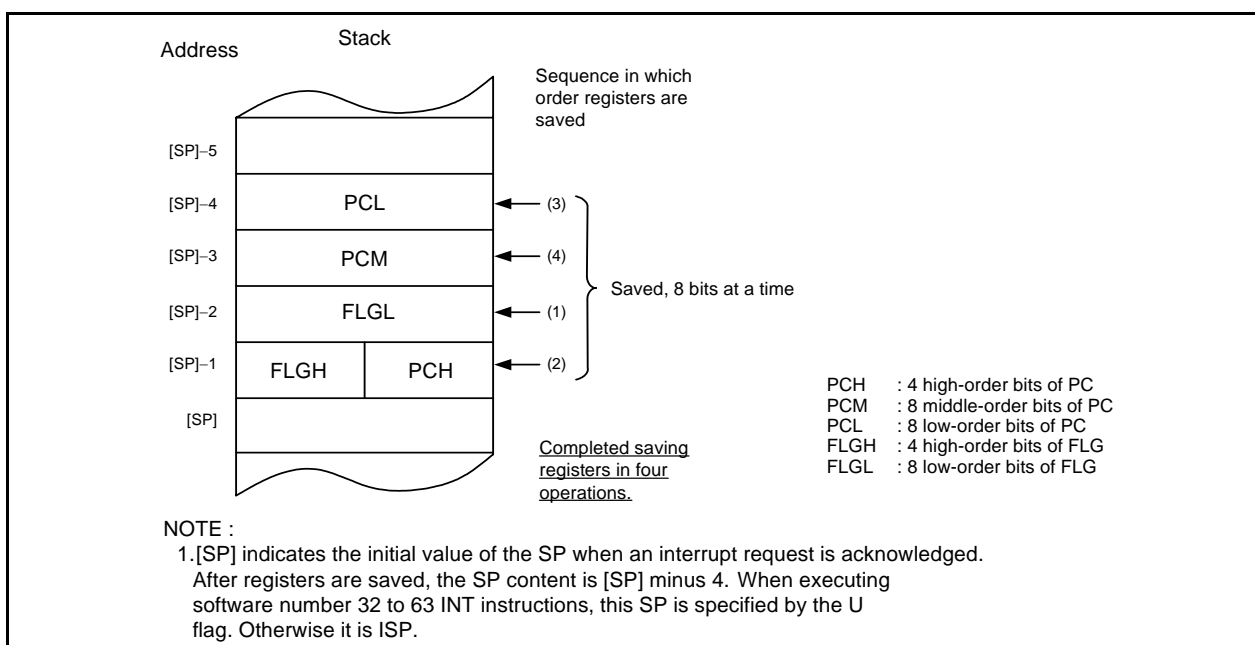 Address
Stack
Sequence in which
order registers are
saved
[SP]−5
[SP]−4
PCL
(3)
[SP]−3
PCM
(4)
Saved, 8 bits at a time
[SP]−2
FLGL
(1)
[SP]−1
FLGH
PCH
(2)
[SP]
PCH : 4 high-order bits of PC
PCM : 8 middle-order bits of PC
PCL : 8 low-order bits of PC
FLGH : 4 high-order bits of FLG
FLGL : 8 low-order bits of FLG
Completed saving
registers in four
operations.
NOTE :
1.[SP] indicates the initial value of the SP when an interrupt request is acknowledged.
After registers are saved, the SP content is [SP] minus 4. When executing
software number 32 to 63 INT instructions, this SP is specified by the U
flag. Otherwise it is ISP.